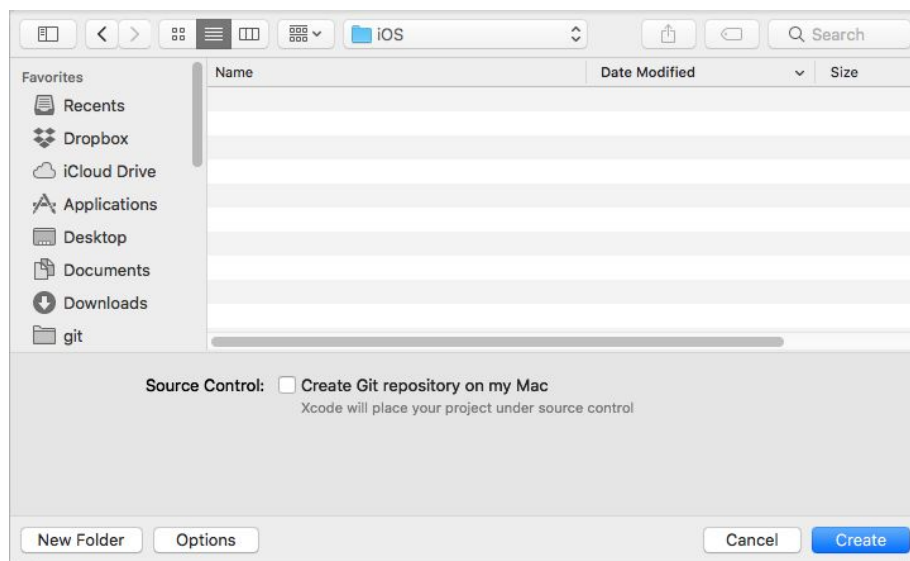 iOS
Search
Favorites
Name
Date Modified
Size
Recents
Dropbox
iCloud Drive
Applications
Desktop
Documents
Downloads
git
Source Control:
Create Git repository on my Mac
Xcode will place your project under source control
New Folder
Options
Cancel
Create